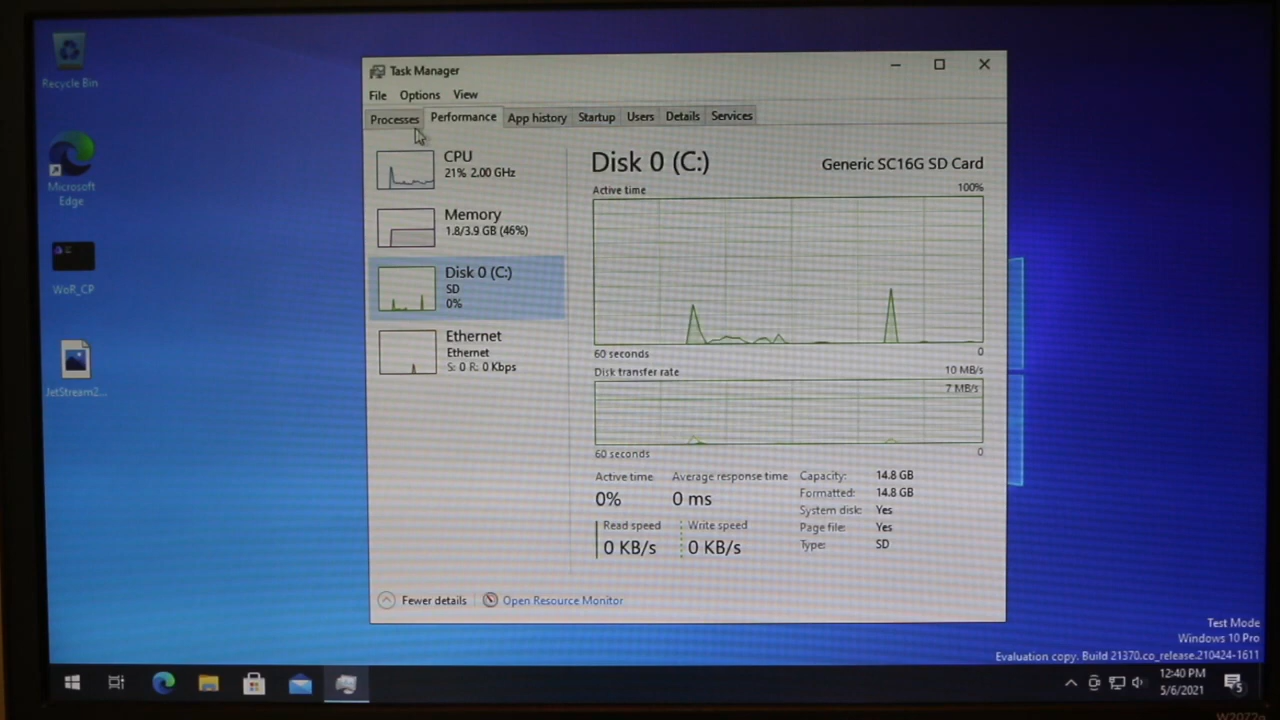 Recycle Bin
Microsoft
Edge
WoR_CP
JetStream2...
Task Manager
File Options View
Processes Performance App history Startup Users Details Services
CPU
21% 2.00 GHz
Memory
1.8/3.9 GB (46%)
Disk 0 (C:)
SD
0%
Ethernet
Ethernet
S: 0 R: 0 Kbps
Disk 0 (C:) Generic SC16G SD Card
Active time 100%
60 seconds 0
Disk transfer rate 10 MB/s
7 MB/s
60 seconds 0
Active time Average response time
0% 0 ms
Read speed Write speed
0 KB/s 0 KB/s
Capacity: 14.8 GB
Formatted: 14.8 GB
System disk: Yes
Page file: Yes
Type: SD
Fewer details Open Resource Monitor
Test Mode
Windows 10 Pro
Evaluation copy. Build 21370.co_release.210424-1611
12:40 PM
5/6/2021
5